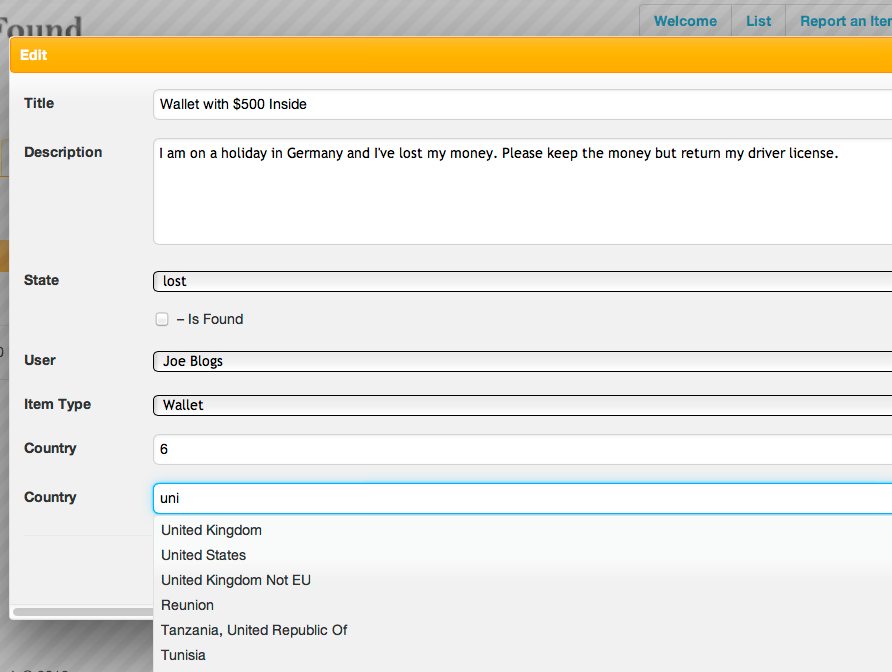 Found
Welcome List Report an Item
Edit
Title
Wallet with $500 Inside
Description
I am on a holiday in Germany and I've lost my money. Please keep the money but return my driver license.
State
lost
– Is Found
User
Joe Blogs
Item Type
Wallet
Country
6
Country
uni
United Kingdom
United States
United Kingdom Not EU
Reunion
Tanzania, United Republic Of
Tunisia